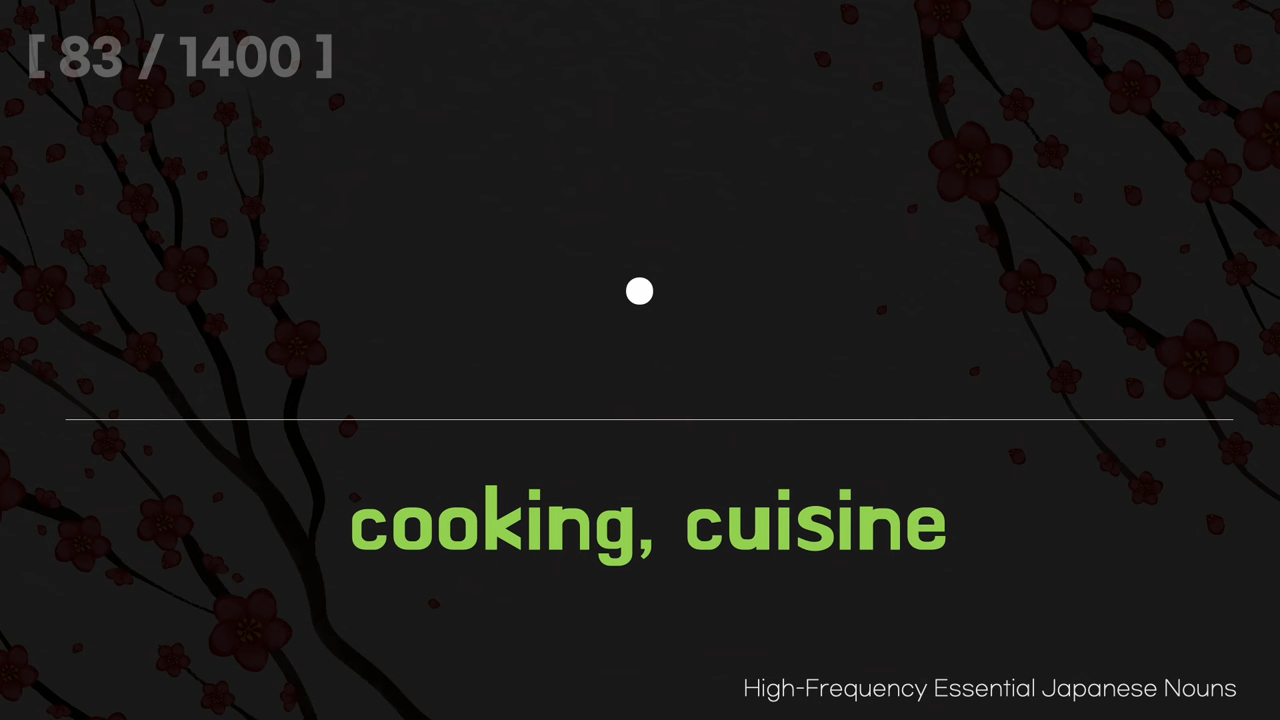 [ 83 / 1400 ]
cooking, cuisine
High-Frequency Essential Japanese Nouns